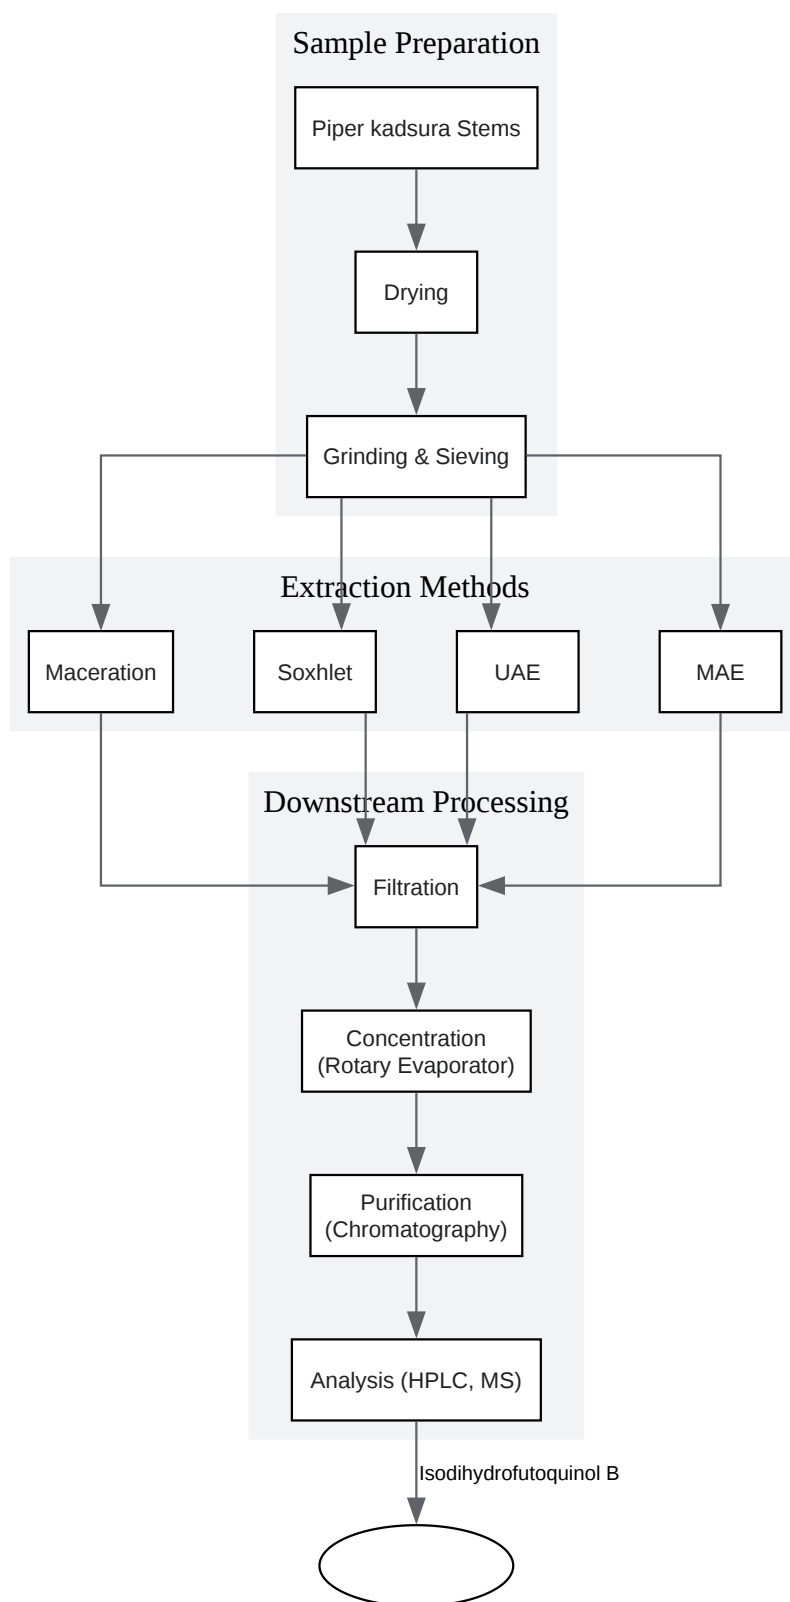 Sample Preparation
Piper kadsura Stems
Drying
Grinding & Sieving
Extraction Methods
Maceration
Soxhlet
UAE
MAE
Downstream Processing
Filtration
Concentration
(Rotary Evaporator)
Purification
(Chromatography)
Analysis (HPLC, MS)
Isodihydrofutoquinol B